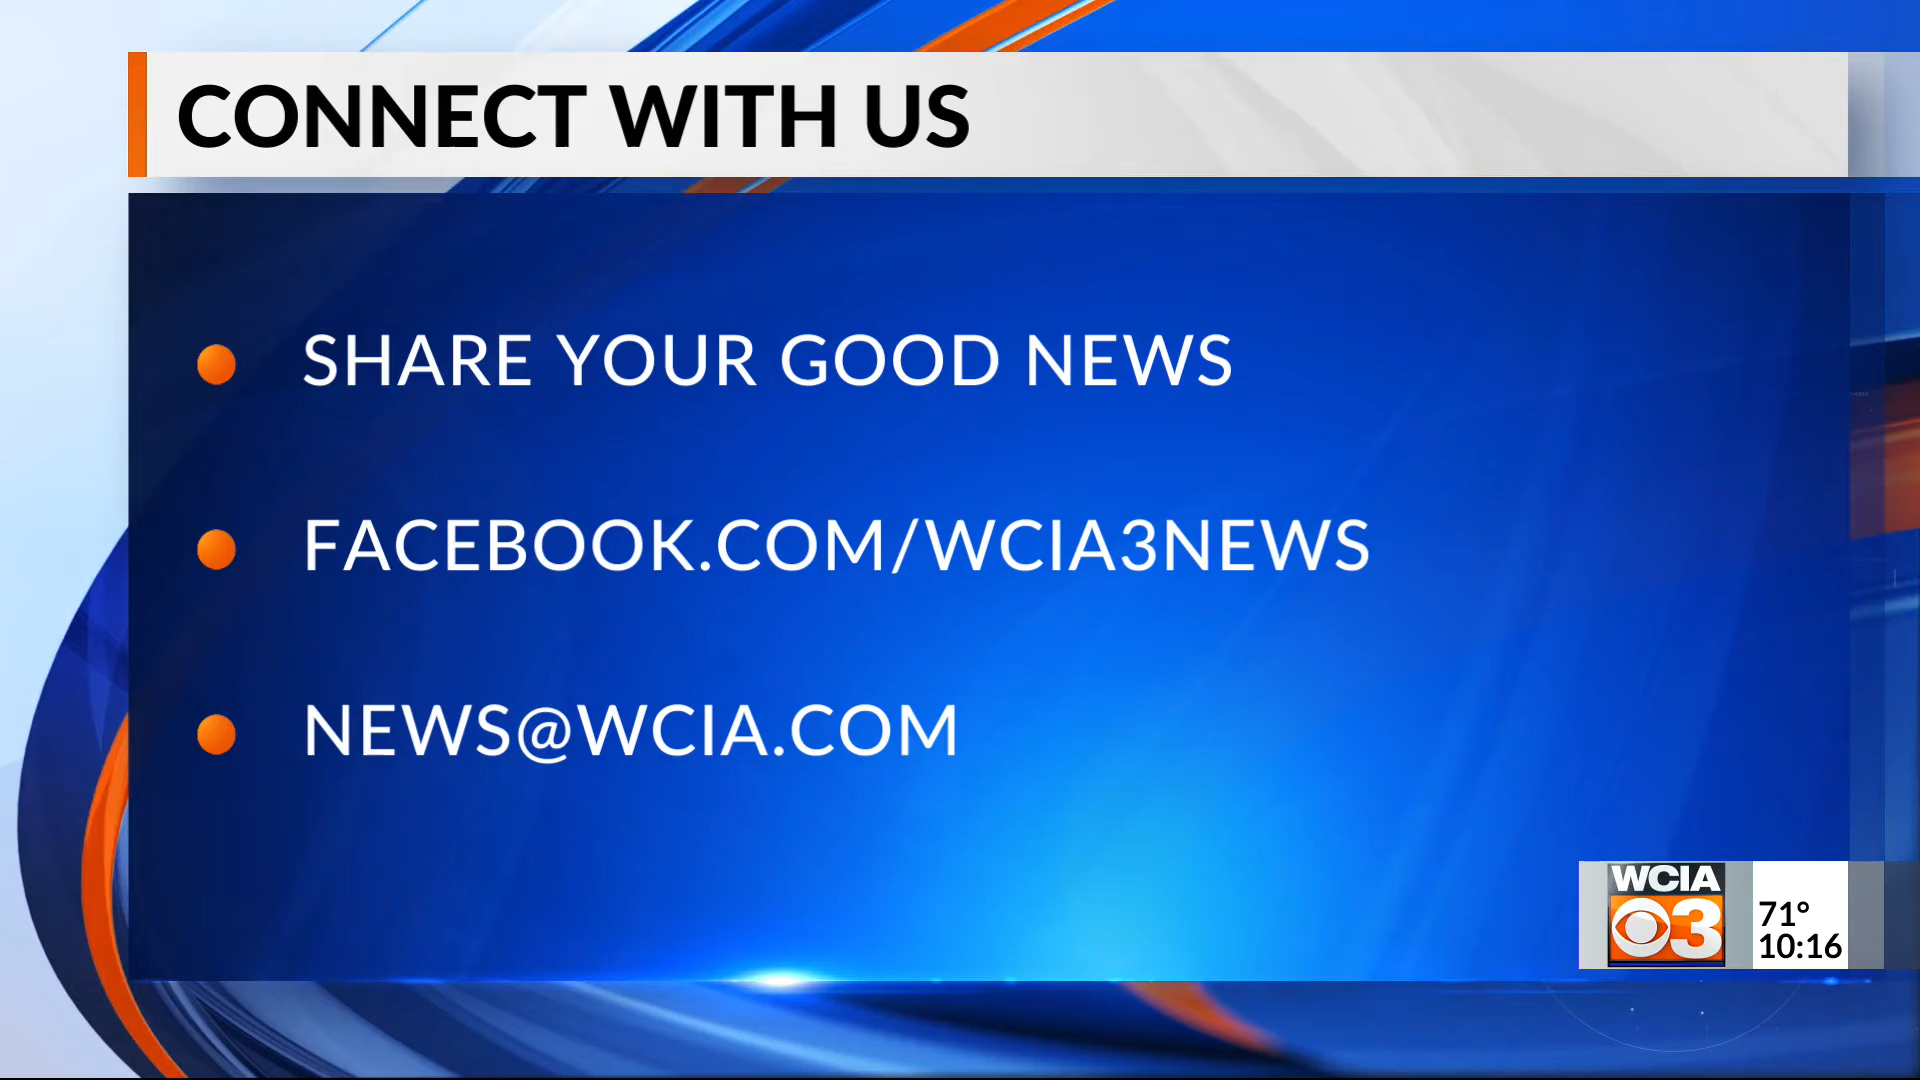 CONNECT WITH US
SHARE YOUR GOOD NEWS
FACEBOOK.COM/WCIA3NEWS
NEWS@WCIA.COM
WCIA
3
71°
10:16